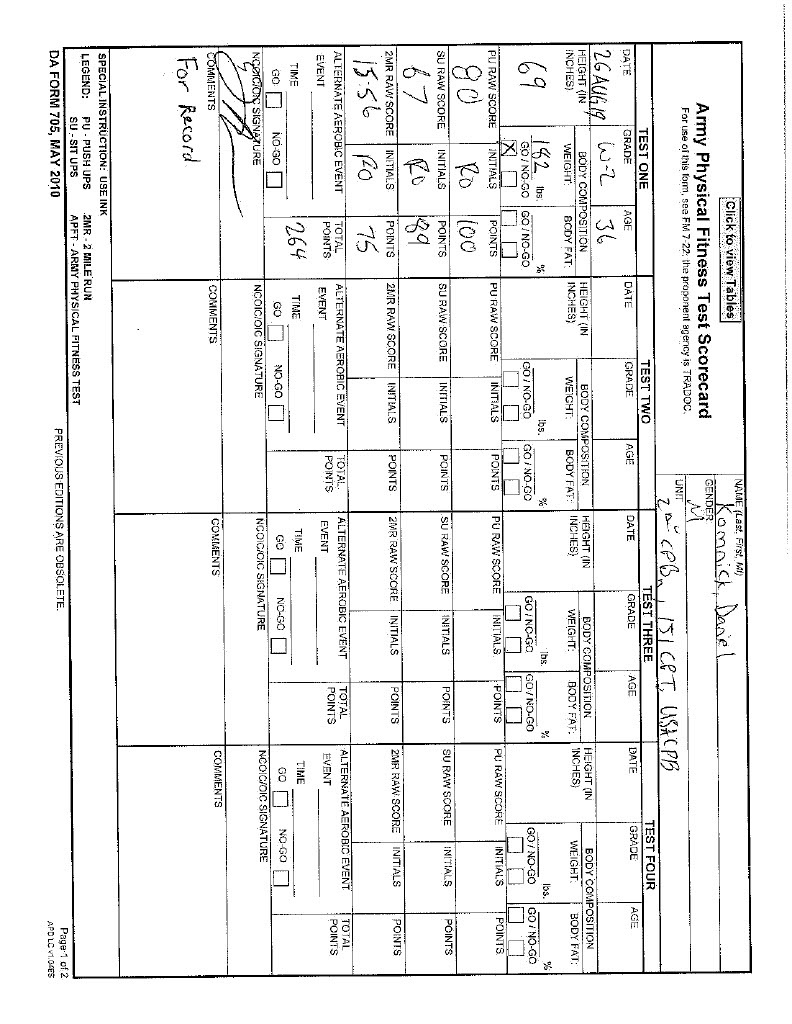 Click to view Tables
Army Physical Fitness Test Scorecard
For use of this form, see FM 7-22; the proponent agency is TRADOC.
NAME (Last, First, MI)
Daniel
GENDER
M
UNIT
TEST ONE
DATE GRADE AGE
26AUG19 W-2 36
HEIGHT (IN INCHES) BODY COMPOSITION
WEIGHT: BODY FAT:
69 182 lbs. %
GO / NO-GO GO / NO-GO
X
PU RAW SCORE INITIALS POINTS
80 RO 100
SU RAW SCORE INITIALS POINTS
67 RO 89
2MR RAW SCORE INITIALS POINTS
15:56 RO 75
ALTERNATE AEROBIC EVENT TOTAL POINTS
EVENT
264
TIME
GO NO-GO
NCOIC/OIC SIGNATURE
COMMENTS
For Record
TEST TWO
DATE GRADE AGE
HEIGHT (IN INCHES) BODY COMPOSITION
WEIGHT: BODY FAT:
lbs. %
GO / NO-GO GO / NO-GO
PU RAW SCORE INITIALS POINTS
SU RAW SCORE INITIALS POINTS
2MR RAW SCORE INITIALS POINTS
ALTERNATE AEROBIC EVENT TOTAL POINTS
EVENT
TIME
GO NO-GO
NCOIC/OIC SIGNATURE
COMMENTS
TEST THREE
DATE GRADE AGE
HEIGHT (IN INCHES) BODY COMPOSITION
WEIGHT: BODY FAT:
lbs. %
GO / NO-GO GO / NO-GO
PU RAW SCORE INITIALS POINTS
SU RAW SCORE INITIALS POINTS
2MR RAW SCORE INITIALS POINTS
ALTERNATE AEROBIC EVENT TOTAL POINTS
EVENT
TIME
GO NO-GO
NCOIC/OIC SIGNATURE
COMMENTS
TEST FOUR
DATE GRADE AGE
HEIGHT (IN INCHES) BODY COMPOSITION
WEIGHT: BODY FAT:
lbs. %
GO / NO-GO GO / NO-GO
PU RAW SCORE INITIALS POINTS
SU RAW SCORE INITIALS POINTS
2MR RAW SCORE INITIALS POINTS
ALTERNATE AEROBIC EVENT TOTAL POINTS
EVENT
TIME
GO NO-GO
NCOIC/OIC SIGNATURE
COMMENTS
SPECIAL INSTRUCTION: USE INK
LEGEND: PU - PUSH UPS 2MR - 2 MILE RUN
SU - SIT UPS APFT - ARMY PHYSICAL FITNESS TEST
DA FORM 705, MAY 2010 PREVIOUS EDITIONS ARE OBSOLETE. Page 1 of 2
APD LC v1.04ES